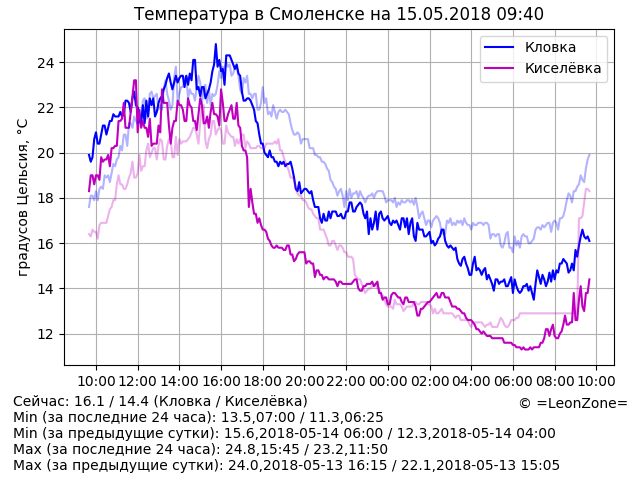 Температура в Смоленске на 15.05.2018 09:40
Кловка
Киселёвка
градусов Цельсия, °C
24
22
20
18
16
14
12
10:00 12:00 14:00 16:00 18:00 20:00 22:00 00:00 02:00 04:00 06:00 08:00 10:00
Сейчас: 16.1 / 14.4 (Кловка / Киселёвка)
© =LeonZone=
Min (за последние 24 часа): 13.5,07:00 / 11.3,06:25
Min (за предыдущие сутки): 15.6,2018-05-14 06:00 / 12.3,2018-05-14 04:00
Max (за последние 24 часа): 24.8,15:45 / 23.2,11:50
Max (за предыдущие сутки): 24.0,2018-05-13 16:15 / 22.1,2018-05-13 15:05